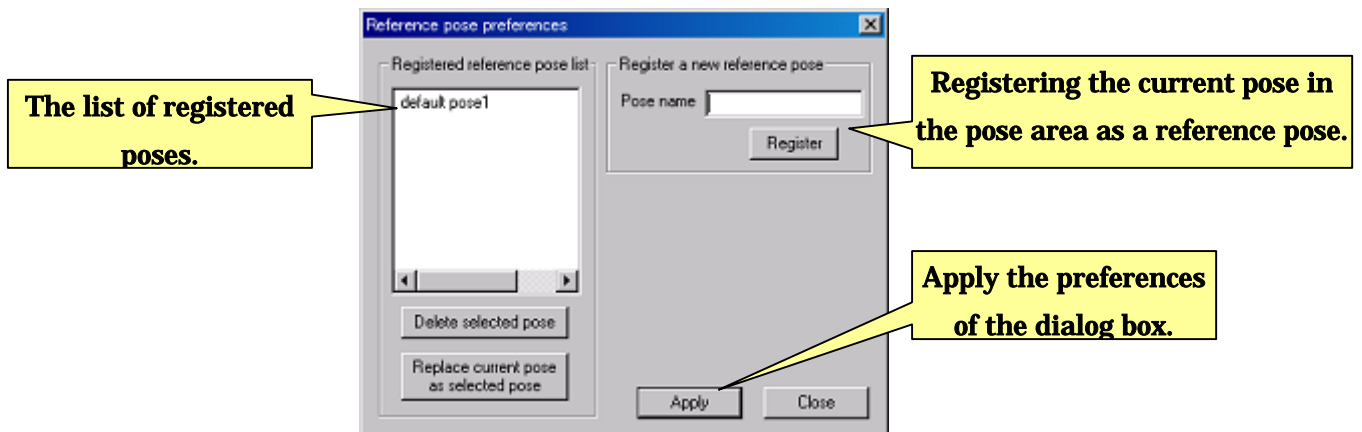 Reference pose preferences
The list of registered
poses.
Registered reference pose list
default pose1
Delete selected pose
Replace current pose
as selected pose
Register a new reference pose
Pose name
Register
Registering the current pose in
the pose area as a reference pose.
Apply the preferences
of the dialog box.
Apply
Close